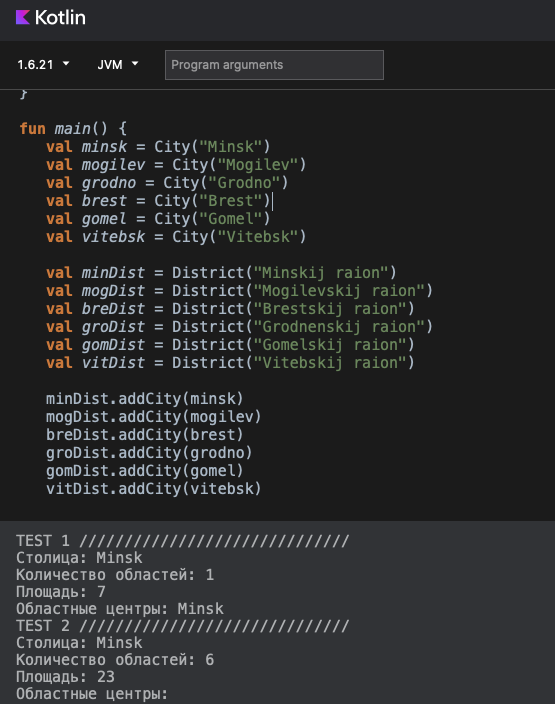 Kotlin
1.6.21 JVM Program arguments
}
fun main() {
val minsk = City("Minsk")
val mogilev = City("Mogilev")
val grodno = City("Grodno")
val brest = City("Brest")
val gomel = City("Gomel")
val vitebsk = City("Vitebsk")
val minDist = District("Minskij raion")
val mogDist = District("Mogilevskij raion")
val breDist = District("Brestskij raion")
val groDist = District("Grodnenskij raion")
val gomDist = District("Gomelskij raion")
val vitDist = District("Vitebskij raion")
minDist.addCity(minsk)
mogDist.addCity(mogilev)
breDist.addCity(brest)
groDist.addCity(grodno)
gomDist.addCity(gomel)
vitDist.addCity(vitebsk)
TEST 1 //////////////////////////////
Столица: Minsk
Количество областей: 1
Площадь: 7
Областные центры: Minsk
TEST 2 //////////////////////////////
Столица: Minsk
Количество областей: 6
Площадь: 23
Областные центры: